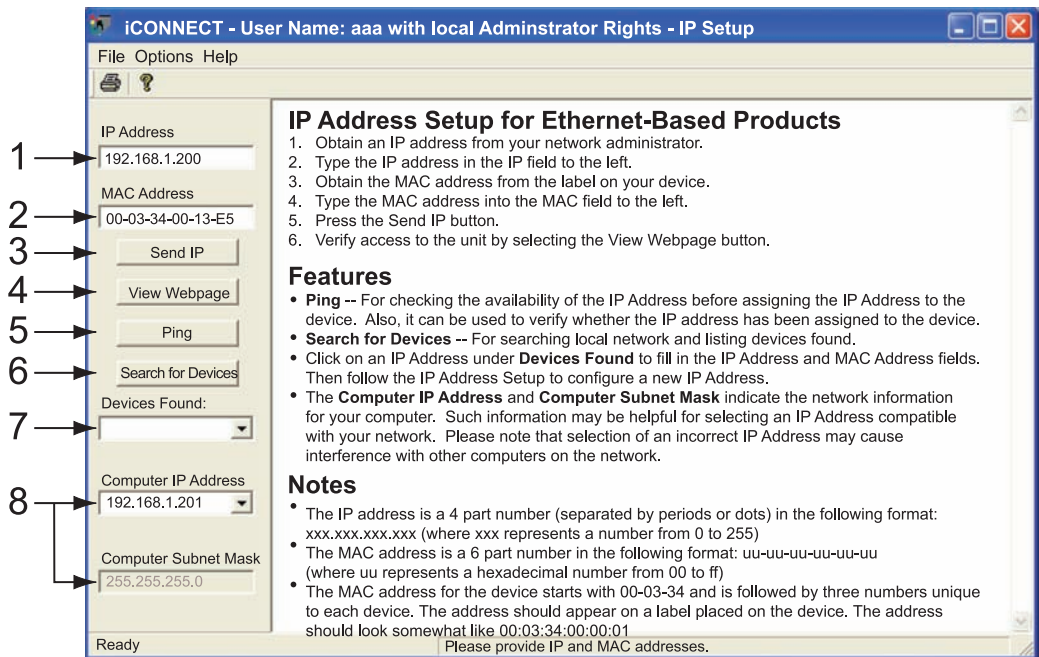 iCONNECT - User Name: aaa with local Adminstrator Rights - IP Setup
File Options Help
IP Address
1
192.168.1.200
MAC Address
2
00-03-34-00-13-E5
3
Send IP
4
View Webpage
5
Ping
6
Search for Devices
Devices Found:
7
Computer IP Address
8
192.168.1.201
Computer Subnet Mask
255.255.255.0
IP Address Setup for Ethernet-Based Products
1. Obtain an IP address from your network administrator.
2. Type the IP address in the IP field to the left.
3. Obtain the MAC address from the label on your device.
4. Type the MAC address into the MAC field to the left.
5. Press the Send IP button.
6. Verify access to the unit by selecting the View Webpage button.
Features
• Ping -- For checking the availability of the IP Address before assigning the IP Address to the
device. Also, it can be used to verify whether the IP address has been assigned to the device.
• Search for Devices -- For searching local network and listing devices found.
• Click on an IP Address under Devices Found to fill in the IP Address and MAC Address fields.
Then follow the IP Address Setup to configure a new IP Address.
• The Computer IP Address and Computer Subnet Mask indicate the network information
for your computer. Such information may be helpful for selecting an IP Address compatible
with your network. Please note that selection of an incorrect IP Address may cause
interference with other computers on the network.
Notes
• The IP address is a 4 part number (separated by periods or dots) in the following format:
xxx.xxx.xxx.xxx (where xxx represents a number from 0 to 255)
• The MAC address is a 6 part number in the following format: uu-uu-uu-uu-uu-uu
(where uu represents a hexadecimal number from 00 to ff)
• The MAC address for the device starts with 00-03-34 and is followed by three numbers unique
to each device. The address should appear on a label placed on the device. The address
should look somewhat like 00:03:34:00:00:01
Ready
Please provide IP and MAC addresses.